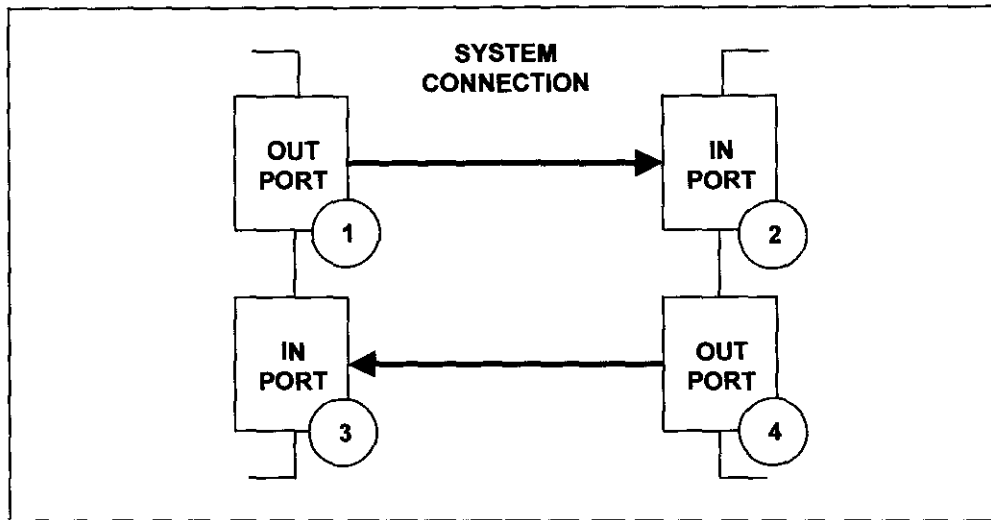 SYSTEM
CONNECTION
OUT
PORT
1
IN
PORT
2
IN
PORT
3
OUT
PORT
4